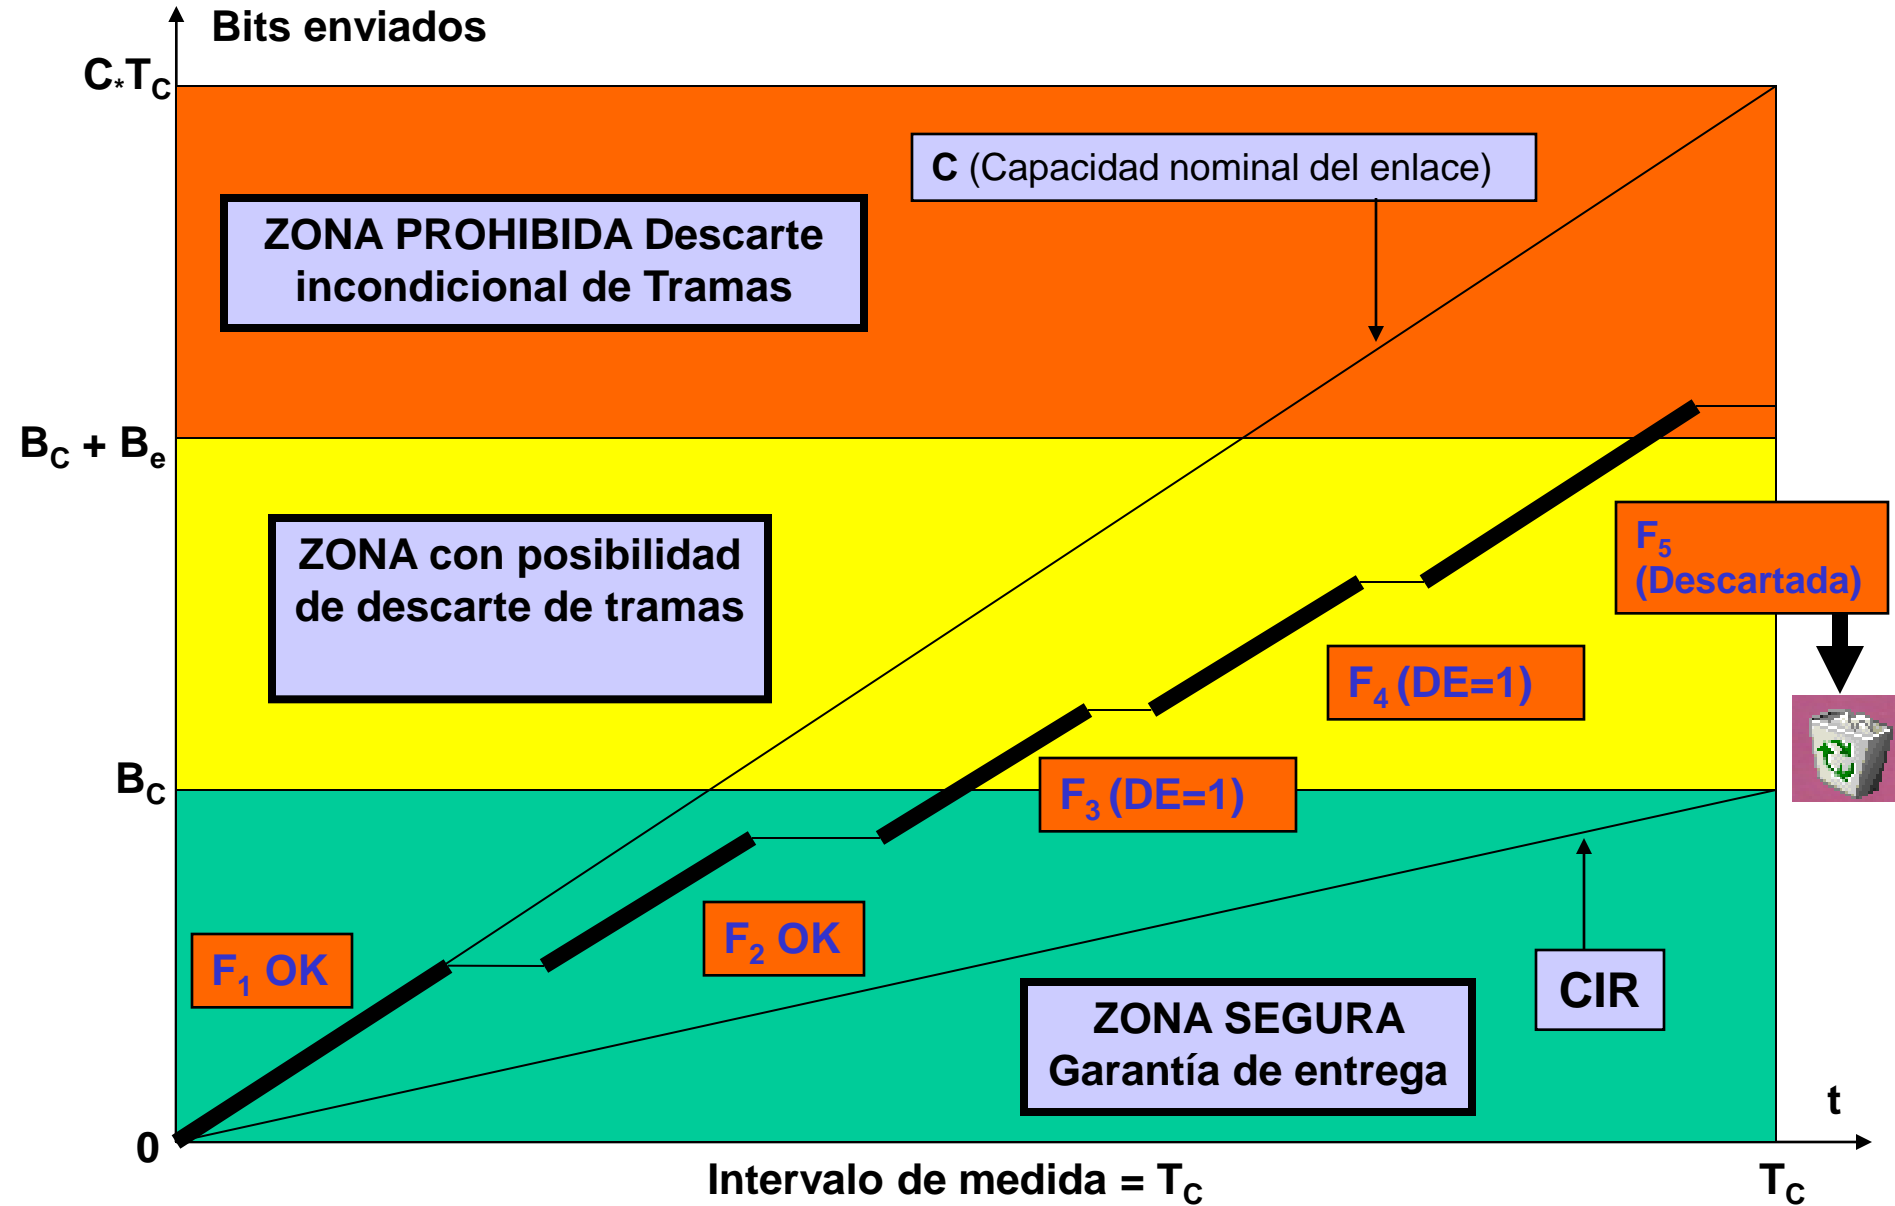 Bits enviados
C*TC
C (Capacidad nominal del enlace)
ZONA PROHIBIDA Descarte
incondicional de Tramas
BC + Be
F5
(Descartada)
ZONA con posibilidad
de descarte de tramas
F4 (DE=1)
BC
F3 (DE=1)
F2 OK
F1 OK
CIR
ZONA SEGURA
Garantía de entrega
t
0
Intervalo de medida = TC
TC